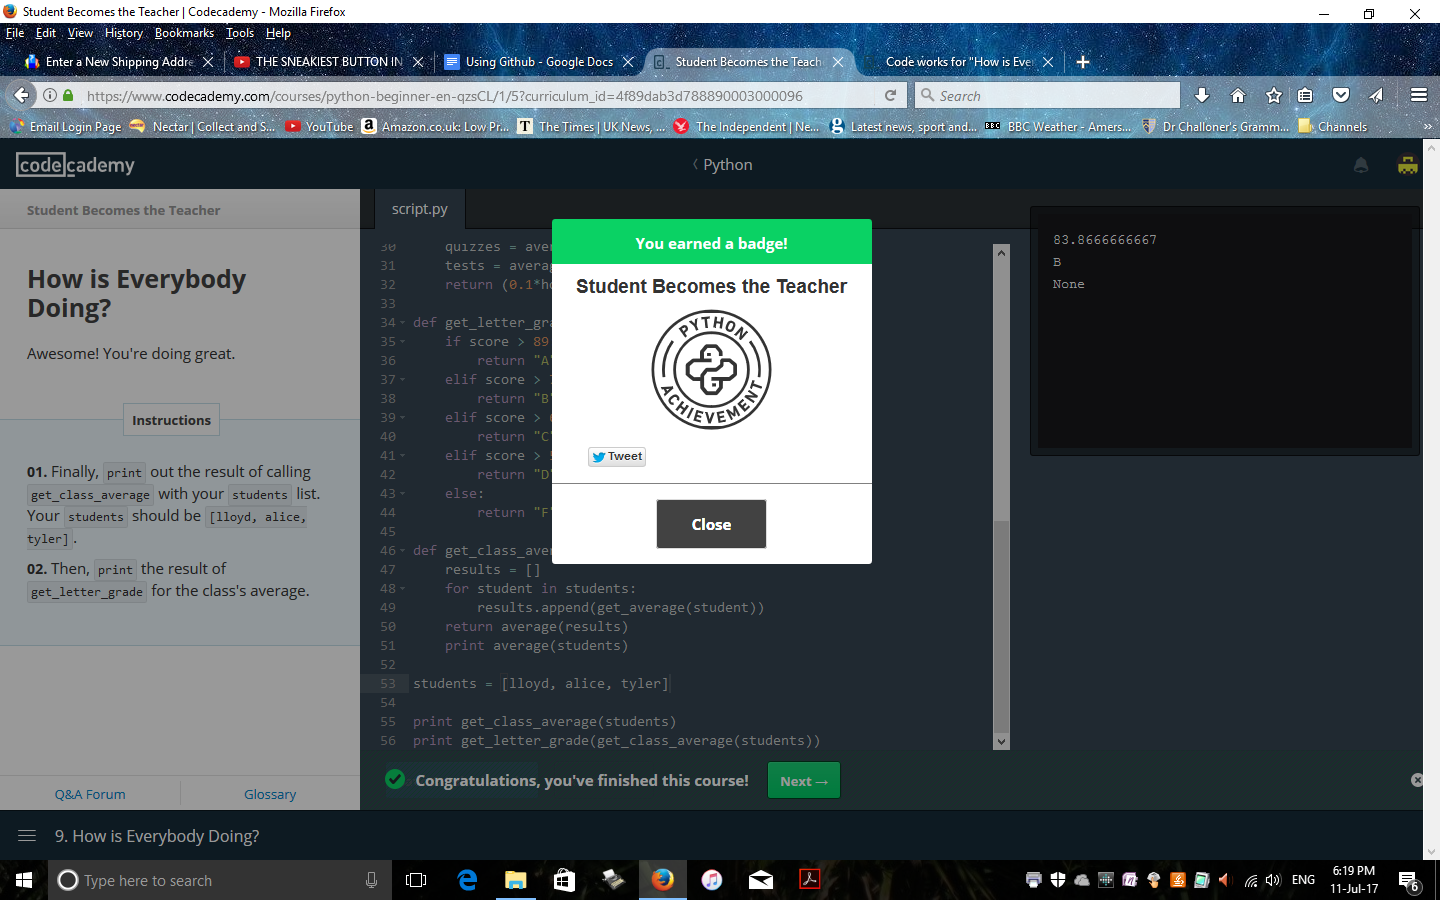 Student Becomes the Teacher | Codecademy - Mozilla Firefox
File Edit View History Bookmarks Tools Help
Enter a New Shipping Addre
THE SNEAKIEST BUTTON IN
Using Github - Google Docs
Student Becomes the Teach
Code works for "How is Eve
https://www.codecademy.com/courses/python-beginner-en-qzsCL/1/5?curriculum_id=4f89dab3d788890003000096
Search
Email Login Page
Nectar | Collect and S...
YouTube
Amazon.co.uk: Low Pr...
The Times | UK News, ...
The Independent | Ne...
Latest news, sport and...
BBC Weather - Amers...
Dr Challoner's Gramm...
Channels
codecademy
Python
Student Becomes the Teacher
How is Everybody
Doing?
Awesome! You're doing great.
Instructions
01. Finally, print out the result of calling
get_class_average with your students list.
Your students should be [lloyd, alice,
tyler].
02. Then, print the result of
get_letter_grade for the class's average.
Q&A Forum
Glossary
script.py
30 quizzes = ave
31 tests = averag
32 return (0.1*h
33
34 def get_letter_gra
35 if score > 89
36 return "A"
37 elif score >
38 return "B"
39 elif score >
40 return "C"
41 elif score >
42 return "D"
43 else:
44 return "F"
45
46 def get_class_aver
47 results = []
48 for student in students:
49 results.append(get_average(student))
50 return average(results)
51 print average(students)
52
53 students = [lloyd, alice, tyler]
54
55 print get_class_average(students)
56 print get_letter_grade(get_class_average(students))
You earned a badge!
Student Becomes the Teacher
PYTHON
ACHIEVEMENT
Tweet
Close
83.8666666667
B
None
Congratulations, you've finished this course!
Next →
9. How is Everybody Doing?
Type here to search
ENG
6:19 PM
11-Jul-17
6